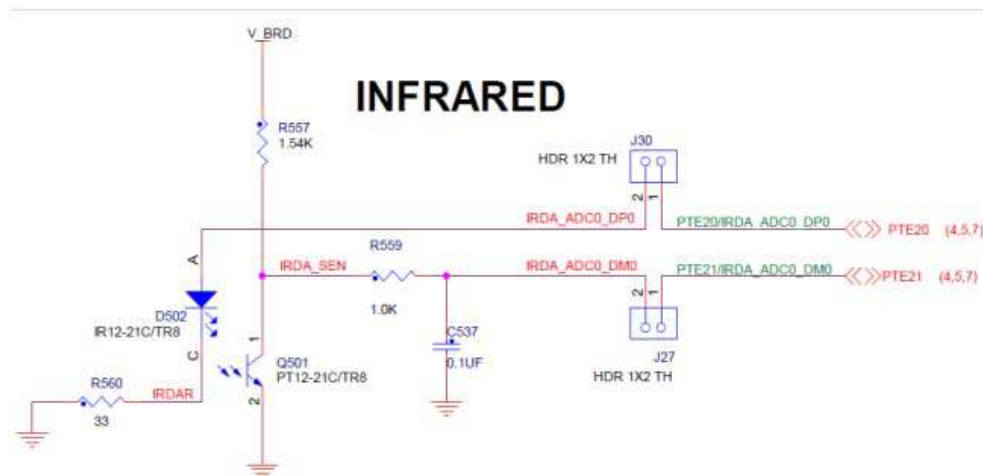 V_BRD
INFRARED
R557
1.54K
J30
HDR 1X2 TH
2
1
IRDA_ADC0_DP0
PTE20/IRDA_ADC0_DP0
PTE20 (4,5,7)
R559
A
IRDA_SEN
IRDA_ADC0_DM0
PTE21/IRDA_ADC0_DM0
PTE21 (4,5,7)
2
1
1.0K
D502
IR12-21C/TR8
C537
0.1UF
J27
C
1
Q501
PT12-21C/TR8
HDR 1X2 TH
R560
IRDAR
2
33